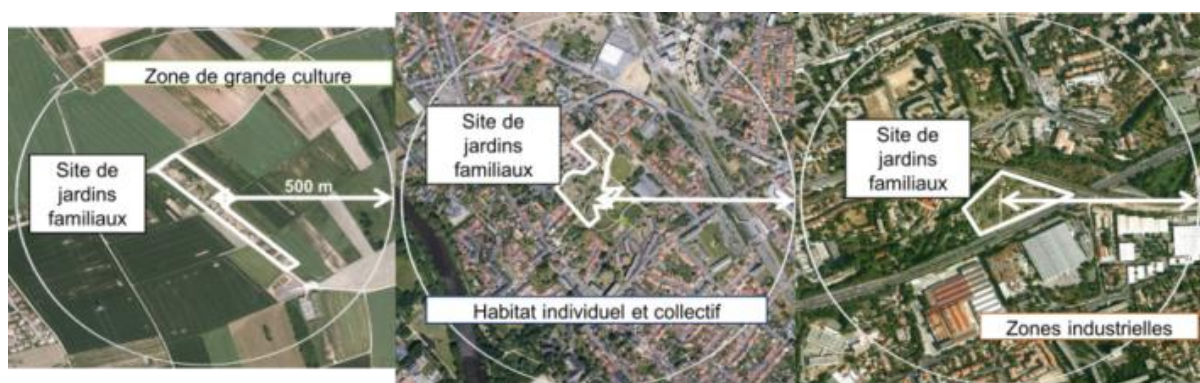 Zone de grande culture
Site de
jardins
familiaux
500 m
Site de
jardins
familiaux
Habitat individuel et collectif
Site de
jardins
familiaux
Zones industrielles